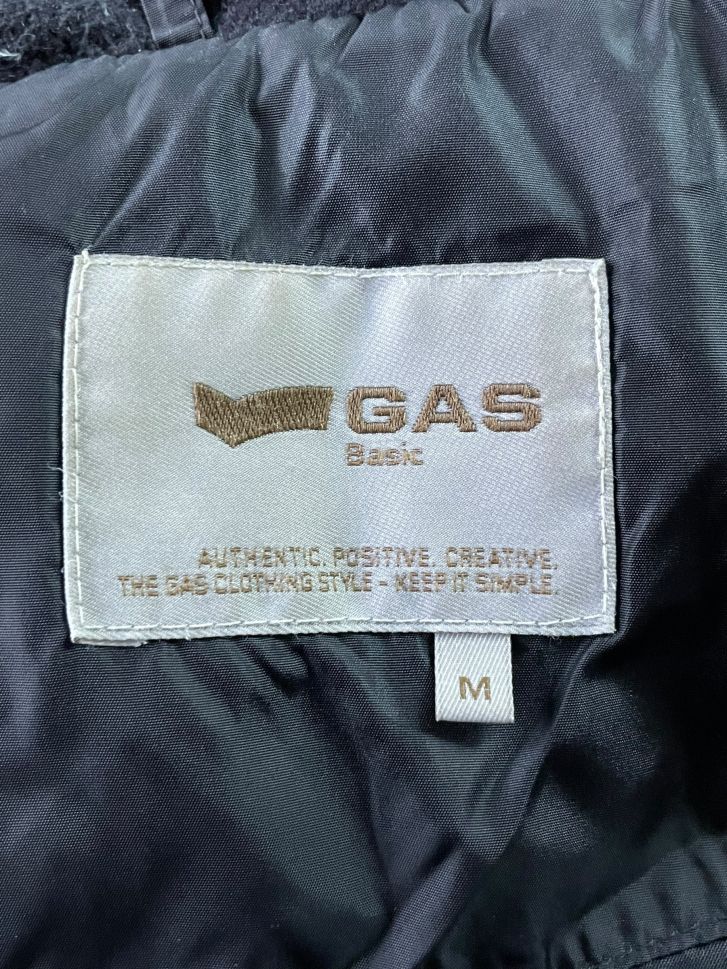 GAS
Basic
AUTHENTIC. POSITIVE. CREATIVE.
THE GAS CLOTHING STYLE - KEEP IT SIMPLE.
M